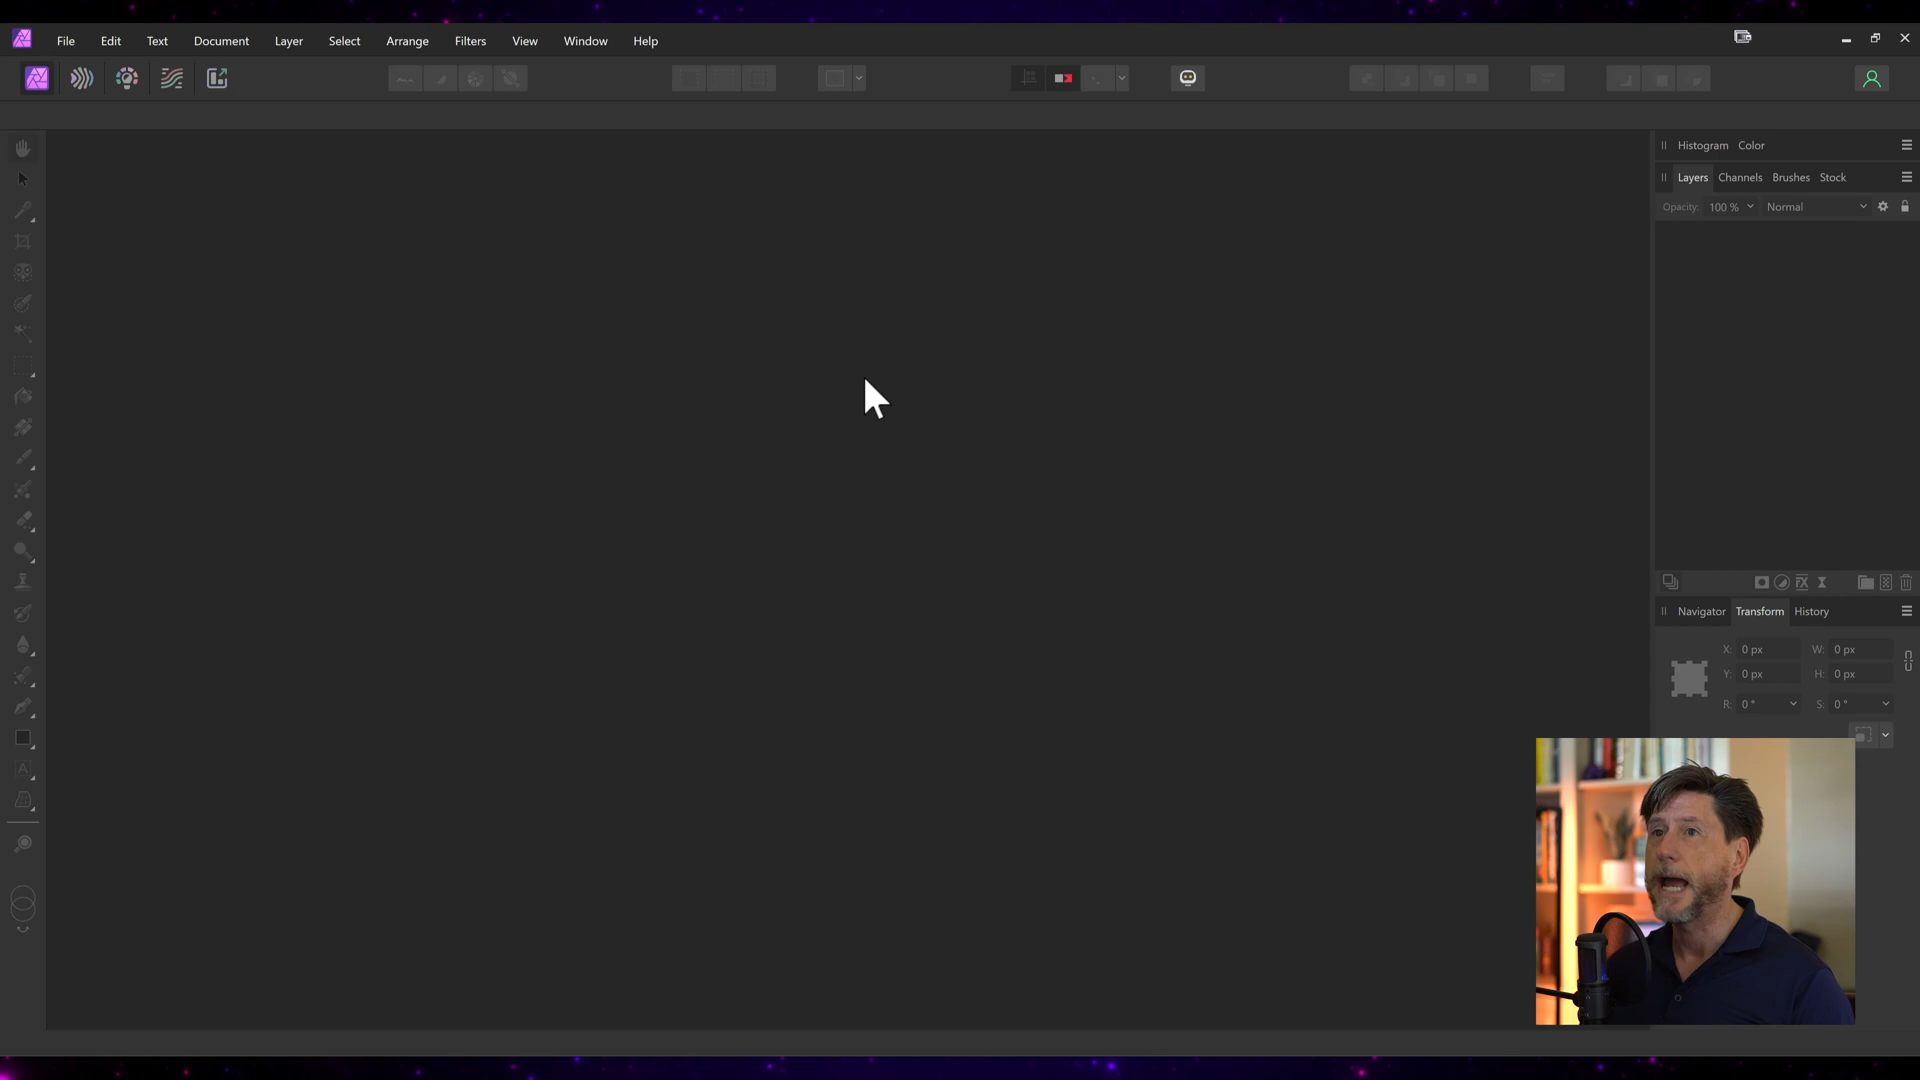 File Edit Text Document Layer Select Arrange Filters View Window Help
Histogram Color
Layers Channels Brushes Stock
Opacity: 100 % Normal
Navigator Transform History
X: 0 px W: 0 px
Y: 0 px H: 0 px
R: 0 ° S: 0 °